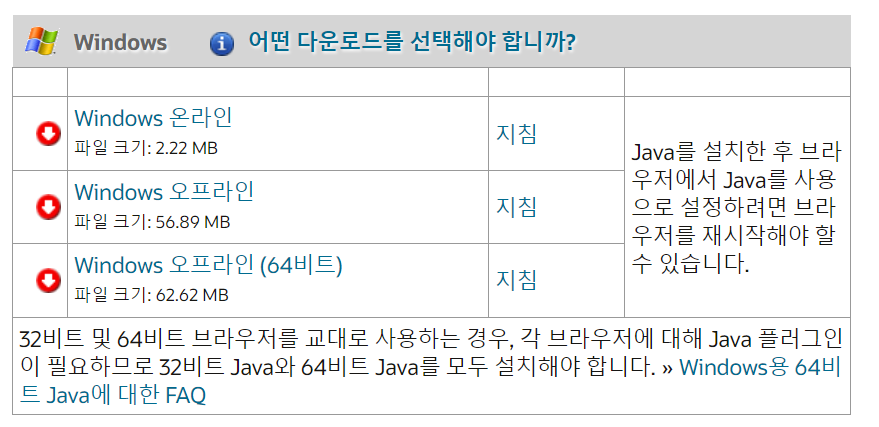 Windows 어떤 다운로드를 선택해야 합니까?
Windows 온라인
파일 크기: 2.22 MB
지침
Windows 오프라인
파일 크기: 56.89 MB
지침
Windows 오프라인 (64비트)
파일 크기: 62.62 MB
지침
Java를 설치한 후 브라
우저에서 Java를 사용
으로 설정하려면 브라
우저를 재시작해야 할
수 있습니다.
32비트 및 64비트 브라우저를 교대로 사용하는 경우, 각 브라우저에 대해 Java 플러그인
이 필요하므로 32비트 Java와 64비트 Java를 모두 설치해야 합니다. » Windows용 64비
트 Java에 대한 FAQ